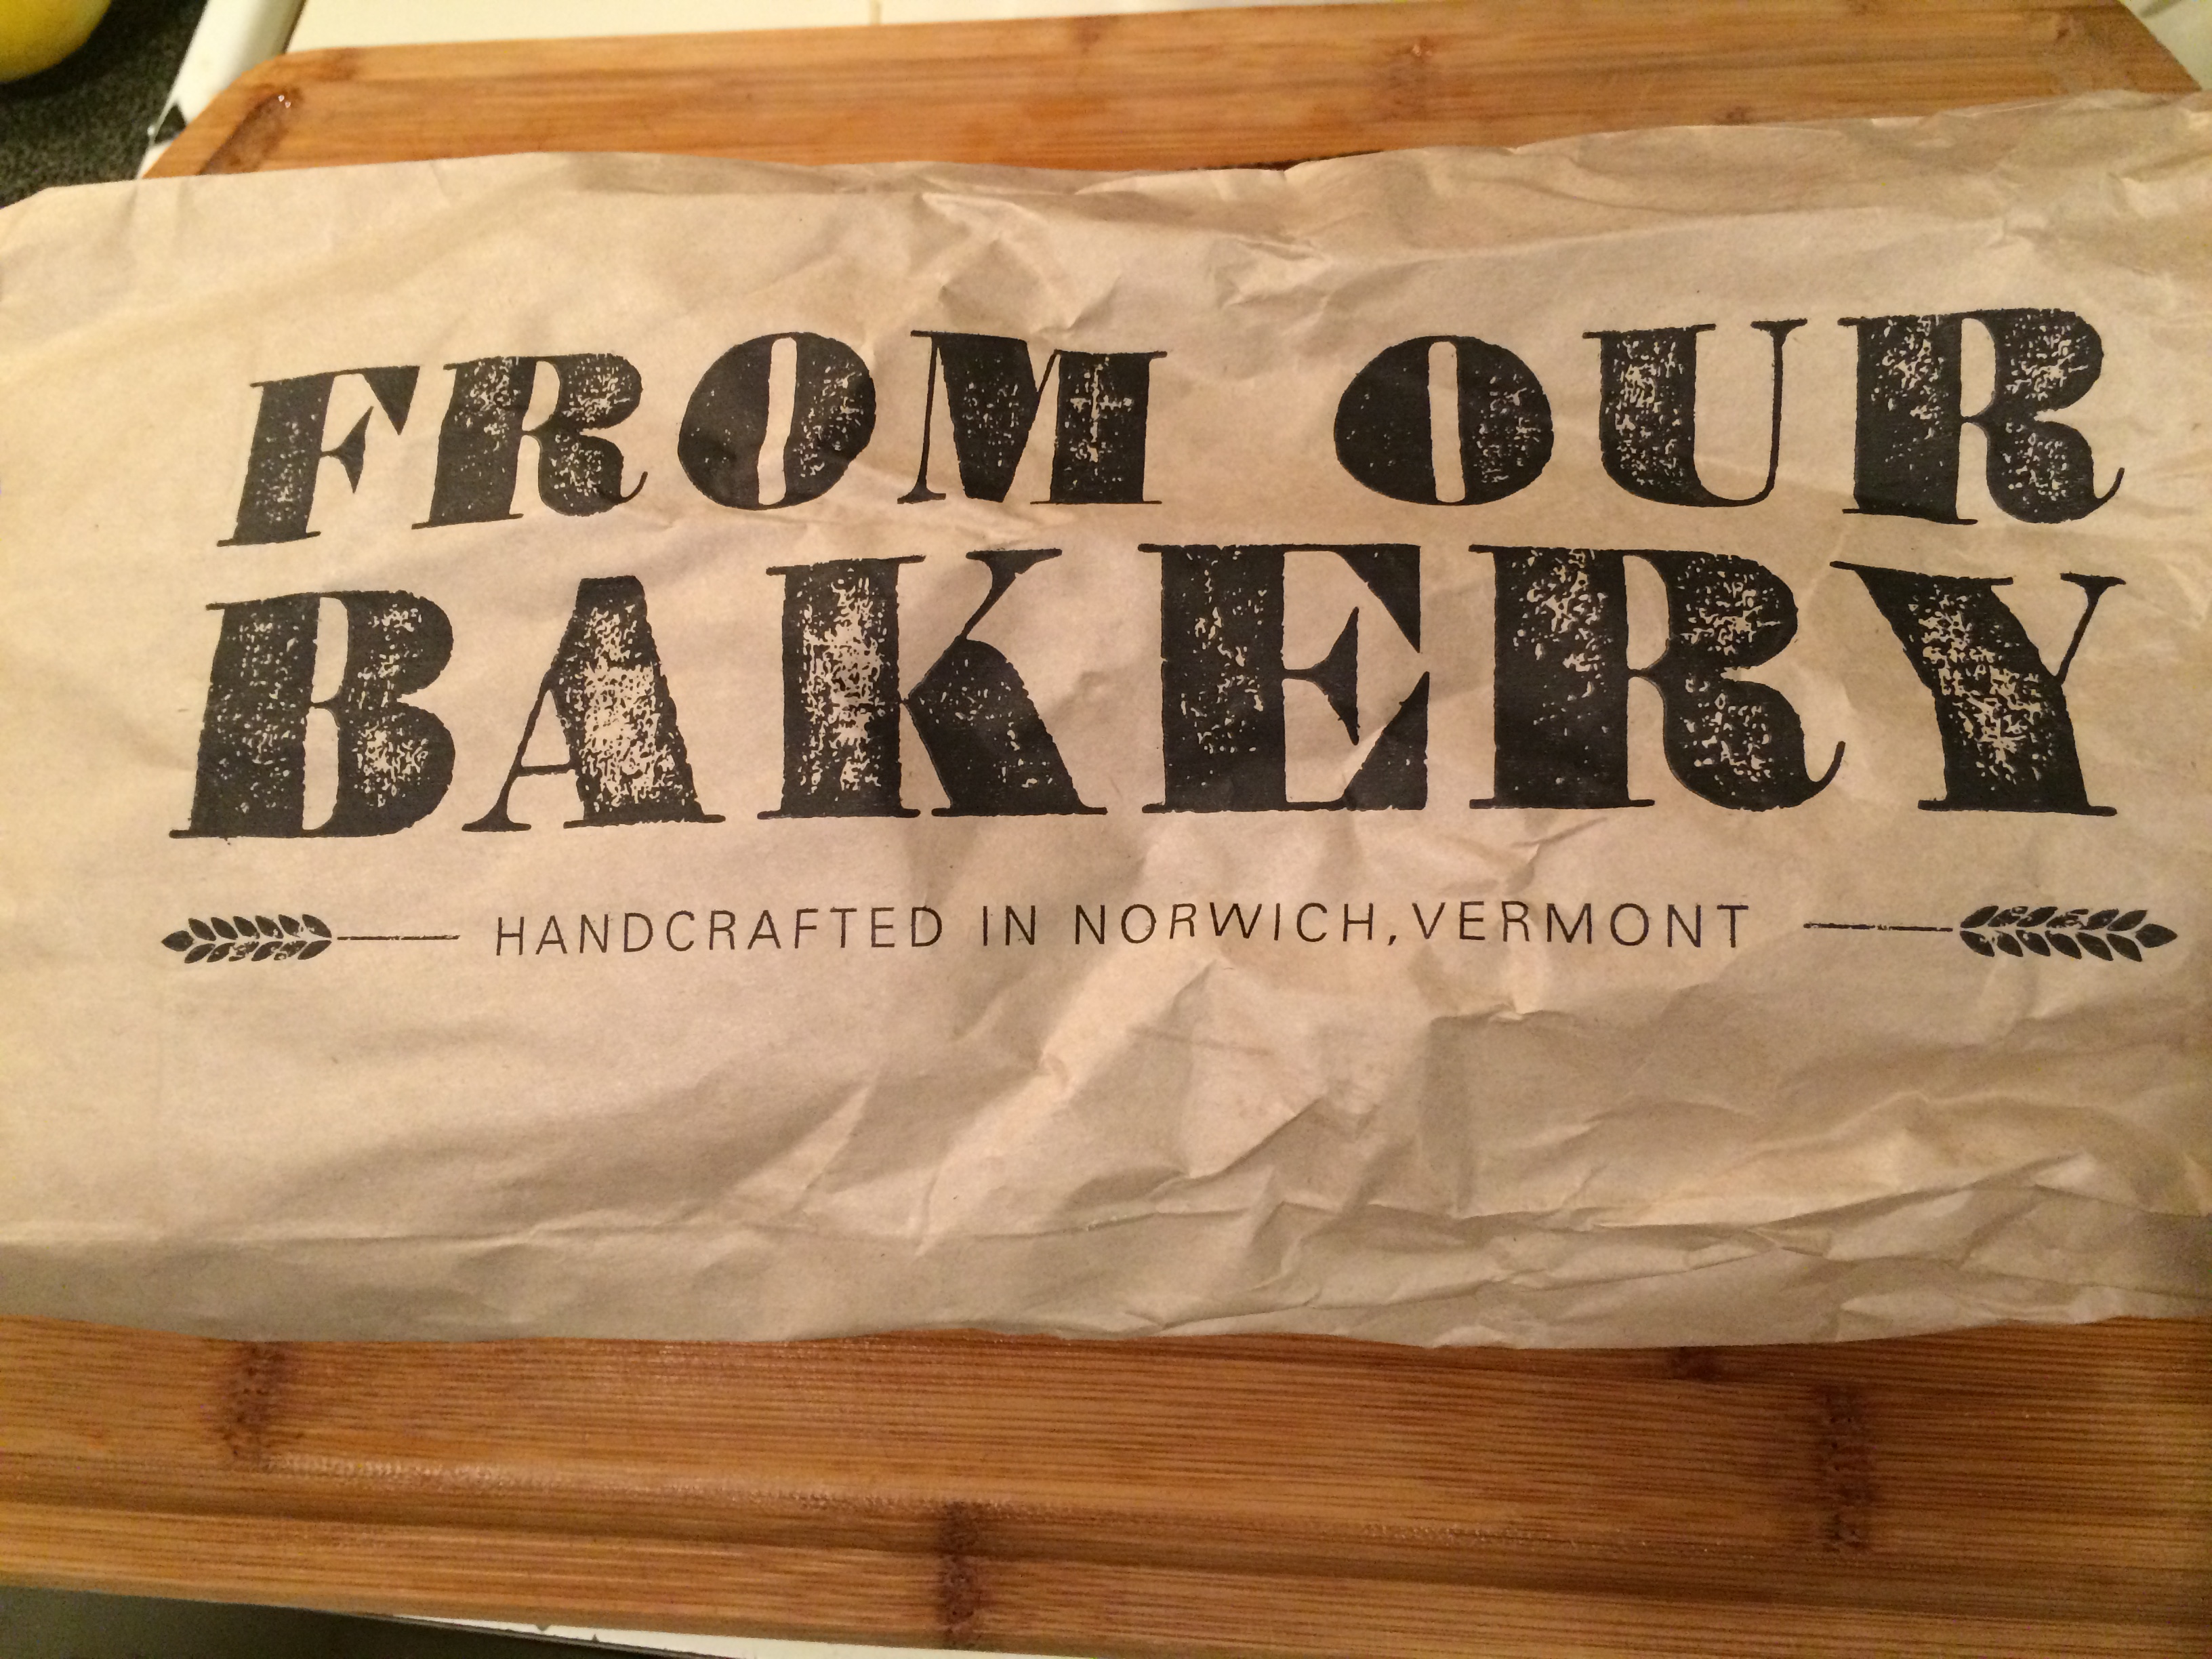 FROM OUR
BAKERY
HANDCRAFTED IN NORWICH, VERMONT